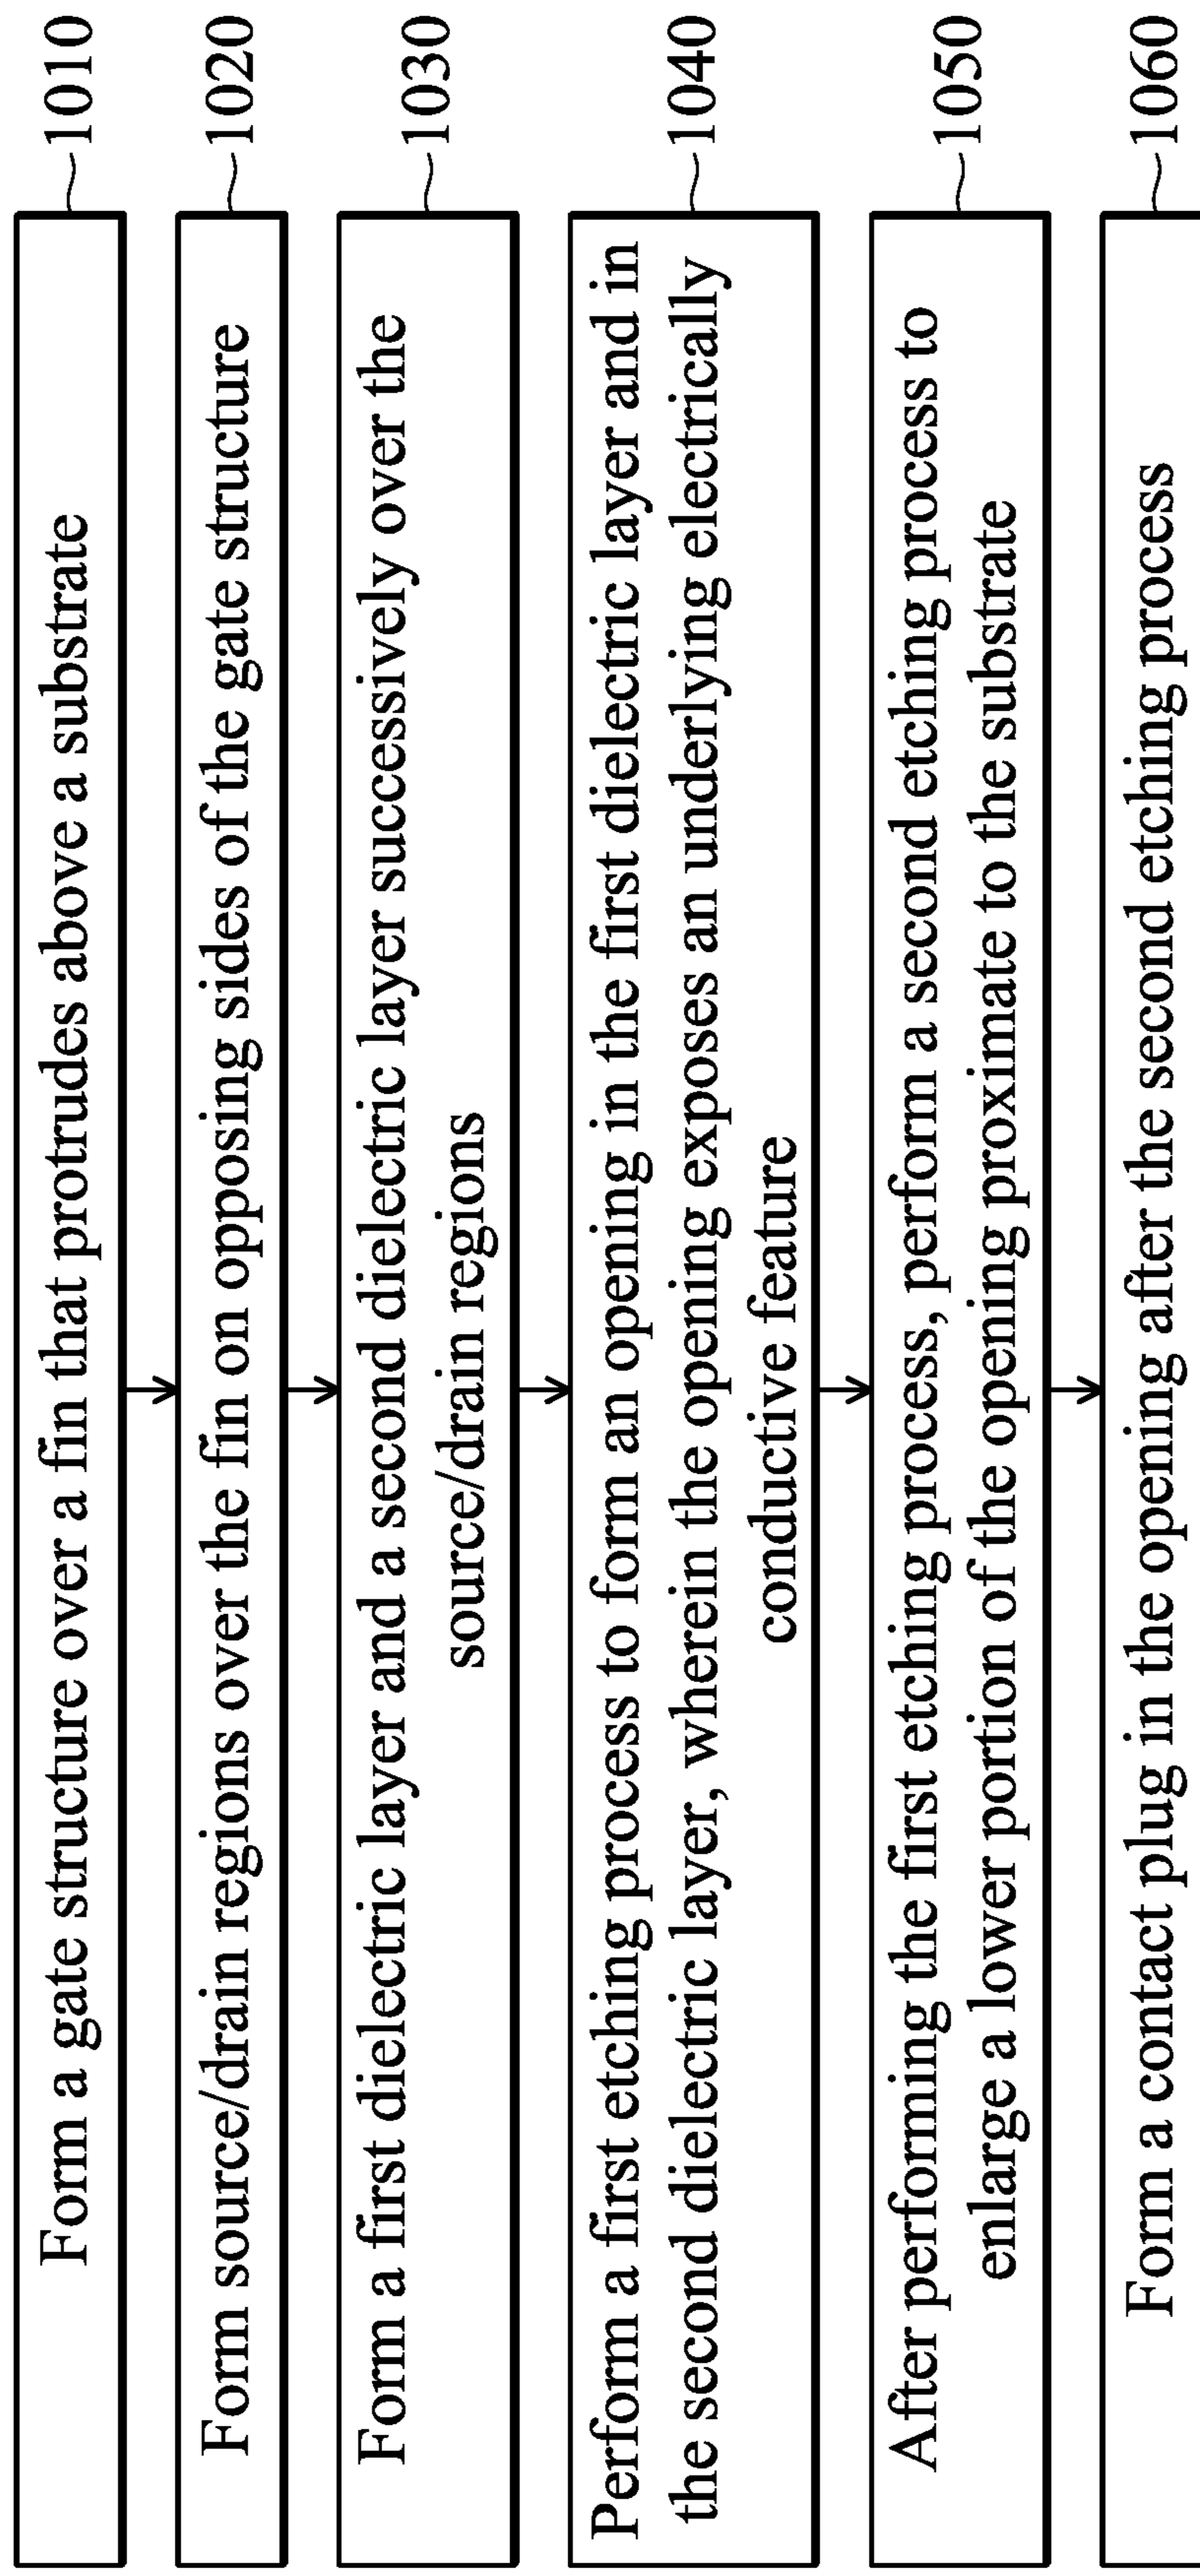 Form a gate structure over a fin that protrudes above a substrate
1010
Form source/drain regions over the fin on opposing sides of the gate structure
1020
Form a first dielectric layer and a second dielectric layer successively over the
source/drain regions
1030
Perform a first etching process to form an opening in the first dielectric layer and in
the second dielectric layer, wherein the opening exposes an underlying electrically
conductive feature
1040
After performing the first etching process, perform a second etching process to
enlarge a lower portion of the opening proximate to the substrate
1050
Form a contact plug in the opening after the second etching process
1060